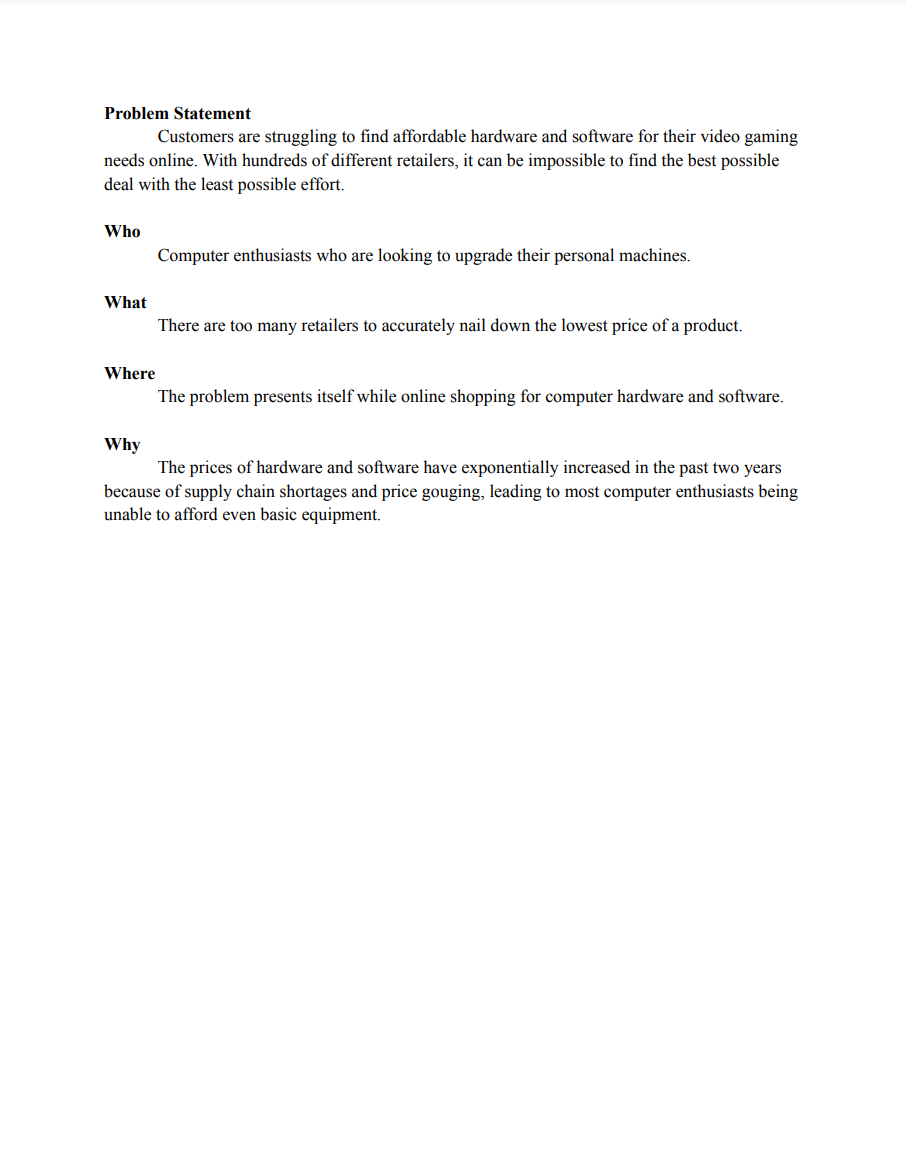 Problem Statement
Customers are struggling to find affordable hardware and software for their video gaming
needs online. With hundreds of different retailers, it can be impossible to find the best possible
deal with the least possible effort.
Who
Computer enthusiasts who are looking to upgrade their personal machines.
What
There are too many retailers to accurately nail down the lowest price of a product.
Where
The problem presents itself while online shopping for computer hardware and software.
Why
The prices of hardware and software have exponentially increased in the past two years
because of supply chain shortages and price gouging, leading to most computer enthusiasts being
unable to afford even basic equipment.